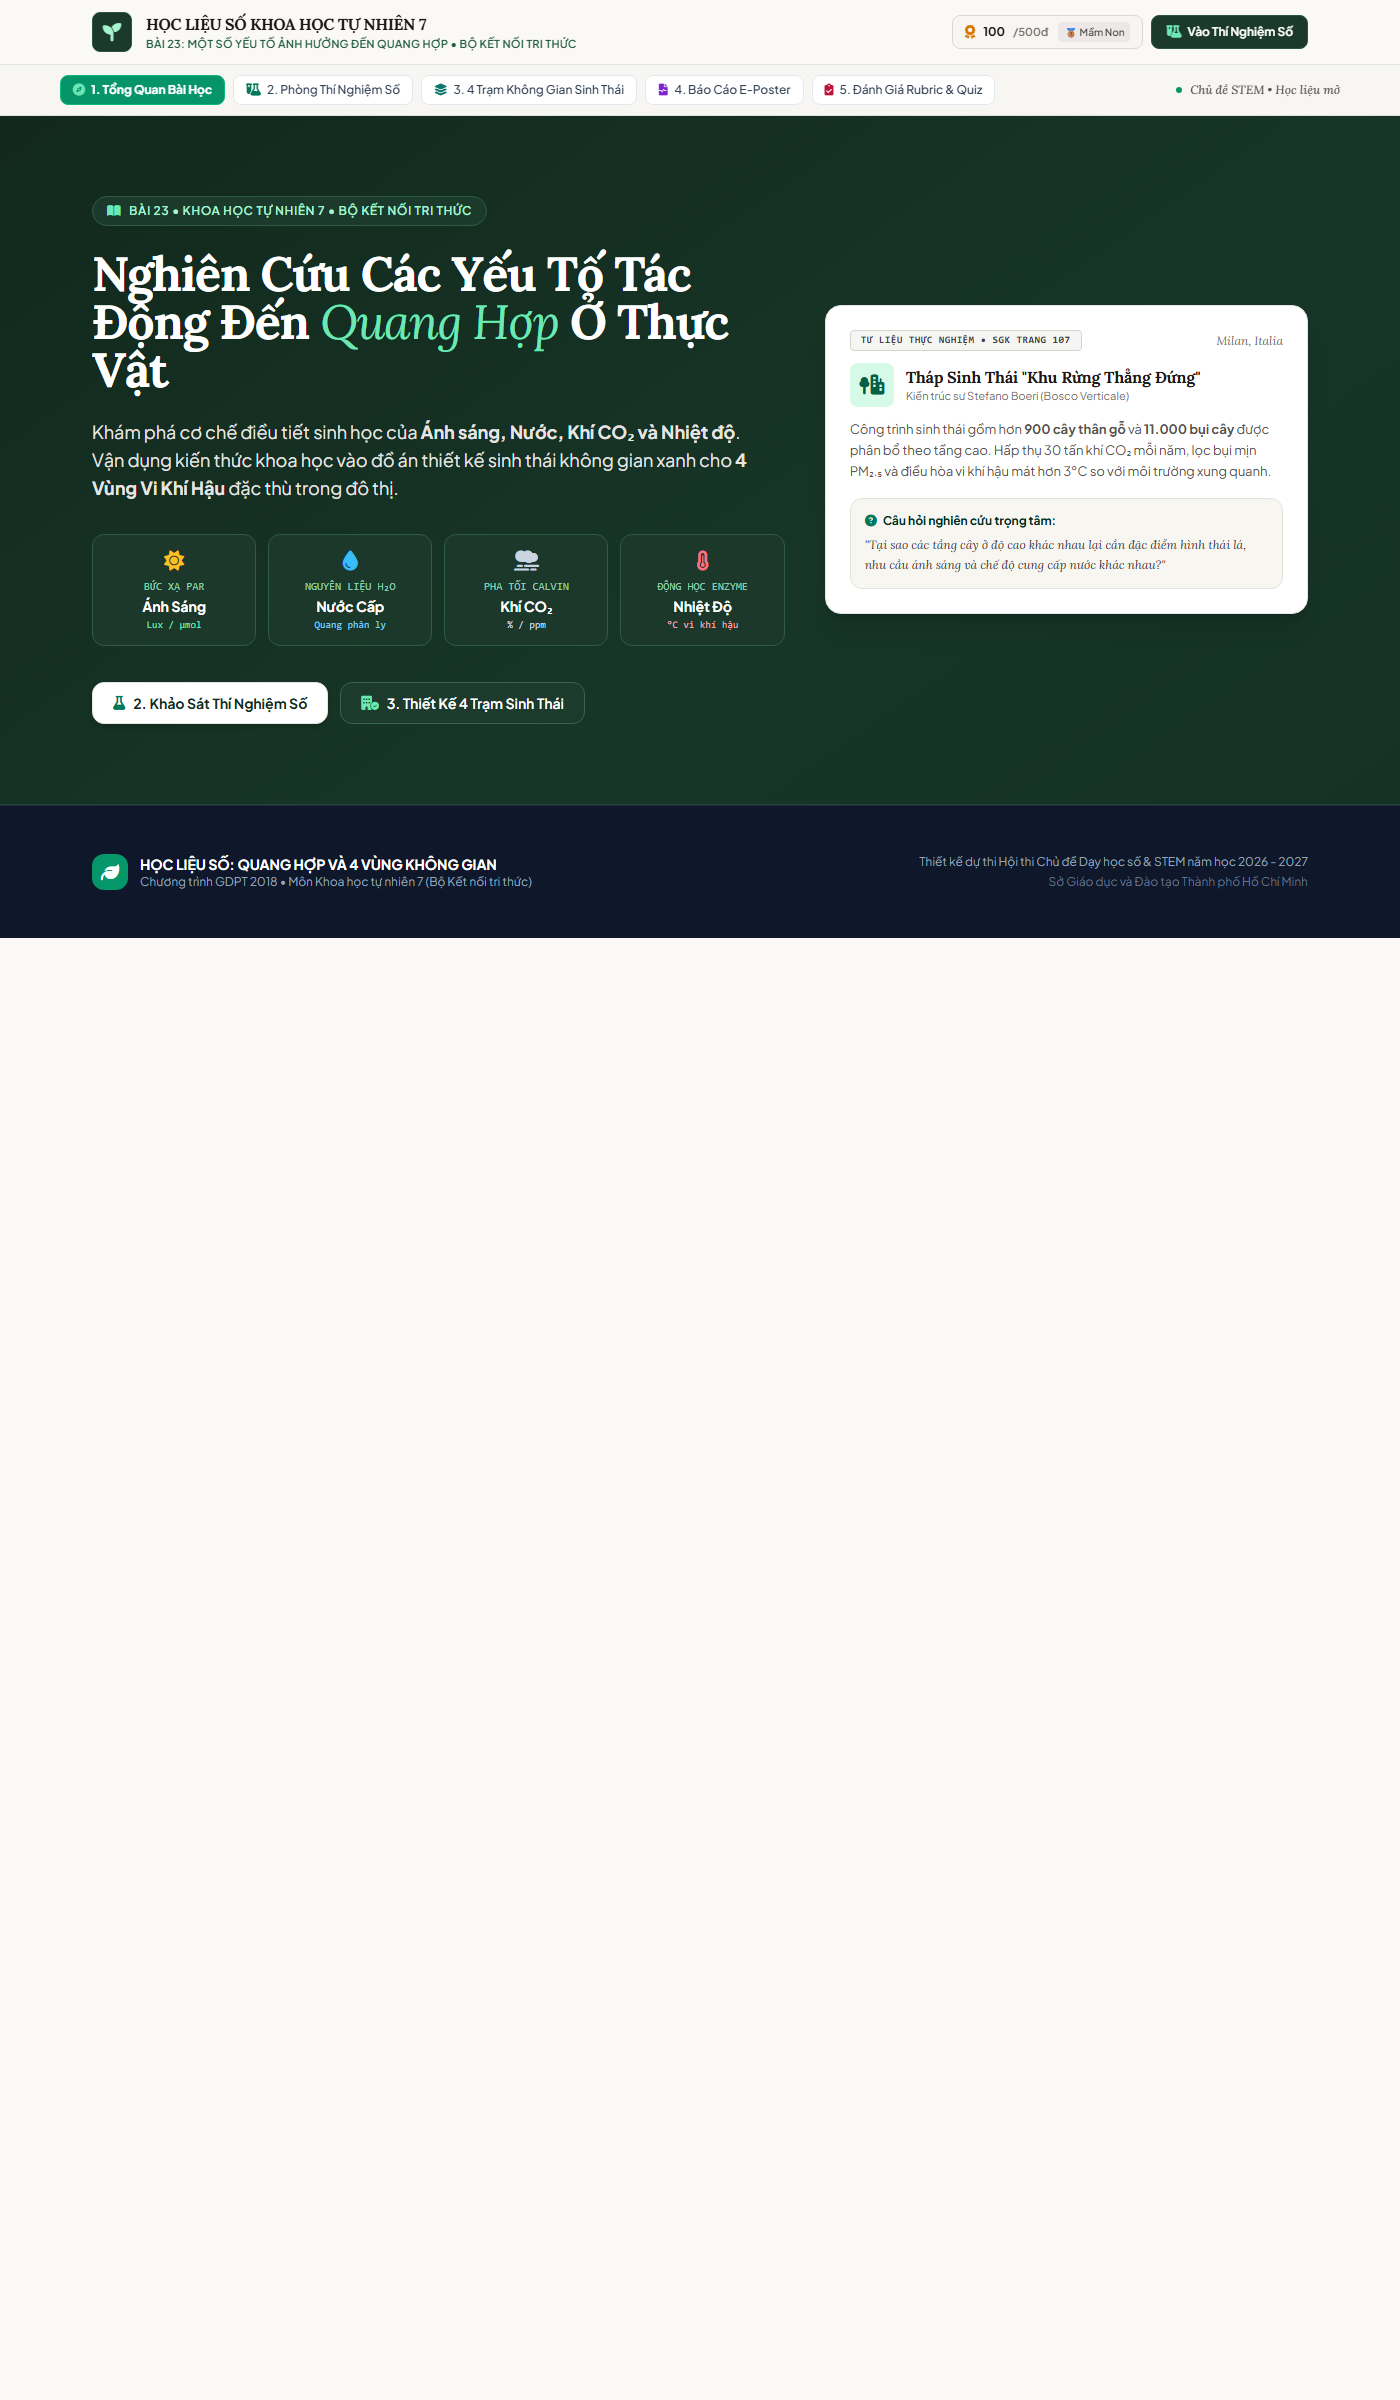 HỌC LIỆU SỐ KHOA HỌC TỰ NHIÊN 7
BÀI 23: MỘT SỐ YẾU TỐ ẢNH HƯỞNG ĐẾN QUANG HỢP • BỘ KẾT NỐI TRI THỨC
100 /500đ Mầm Non
Vào Thí Nghiệm Số
1. Tổng Quan Bài Học
2. Phòng Thí Nghiệm Số
3. 4 Trạm Không Gian Sinh Thái
4. Báo Cáo E-Poster
5. Đánh Giá Rubric & Quiz
Chủ đề STEM • Học liệu mở
BÀI 23 • KHOA HỌC TỰ NHIÊN 7 • BỘ KẾT NỐI TRI THỨC
Nghiên Cứu Các Yếu Tố Tác
Động Đến Quang Hợp Ở Thực
Vật
Khám phá cơ chế điều tiết sinh học của Ánh sáng, Nước, Khí CO₂ và Nhiệt độ.
Vận dụng kiến thức khoa học vào đồ án thiết kế sinh thái không gian xanh cho 4
Vùng Vi Khí Hậu đặc thù trong đô thị.
BỨC XẠ PAR
Ánh Sáng
Lux / μmol
NGUYÊN LIỆU H₂O
Nước Cấp
Quang phân ly
PHA TỐI CALVIN
Khí CO₂
% / ppm
ĐỘNG HỌC ENZYME
Nhiệt Độ
°C vi khí hậu
2. Khảo Sát Thí Nghiệm Số
3. Thiết Kế 4 Trạm Sinh Thái
TƯ LIỆU THỰC NGHIỆM • SGK TRANG 107
Milan, Italia
Tháp Sinh Thái "Khu Rừng Thẳng Đứng"
Kiến trúc sư Stefano Boeri (Bosco Verticale)
Công trình sinh thái gồm hơn 900 cây thân gỗ và 11.000 bụi cây được
phân bổ theo tầng cao. Hấp thụ 30 tấn khí CO₂ mỗi năm, lọc bụi mịn
PM₂.₅ và điều hòa vi khí hậu mát hơn 3°C so với môi trường xung quanh.
Câu hỏi nghiên cứu trọng tâm:
"Tại sao các tầng cây ở độ cao khác nhau lại cần đặc điểm hình thái lá,
nhu cầu ánh sáng và chế độ cung cấp nước khác nhau?"
HỌC LIỆU SỐ: QUANG HỢP VÀ 4 VÙNG KHÔNG GIAN
Chương trình GDPT 2018 • Môn Khoa học tự nhiên 7 (Bộ Kết nối tri thức)
Thiết kế dự thi Hội thi Chủ đề Dạy học số & STEM năm học 2026 - 2027
Sở Giáo dục và Đào tạo Thành phố Hồ Chí Minh